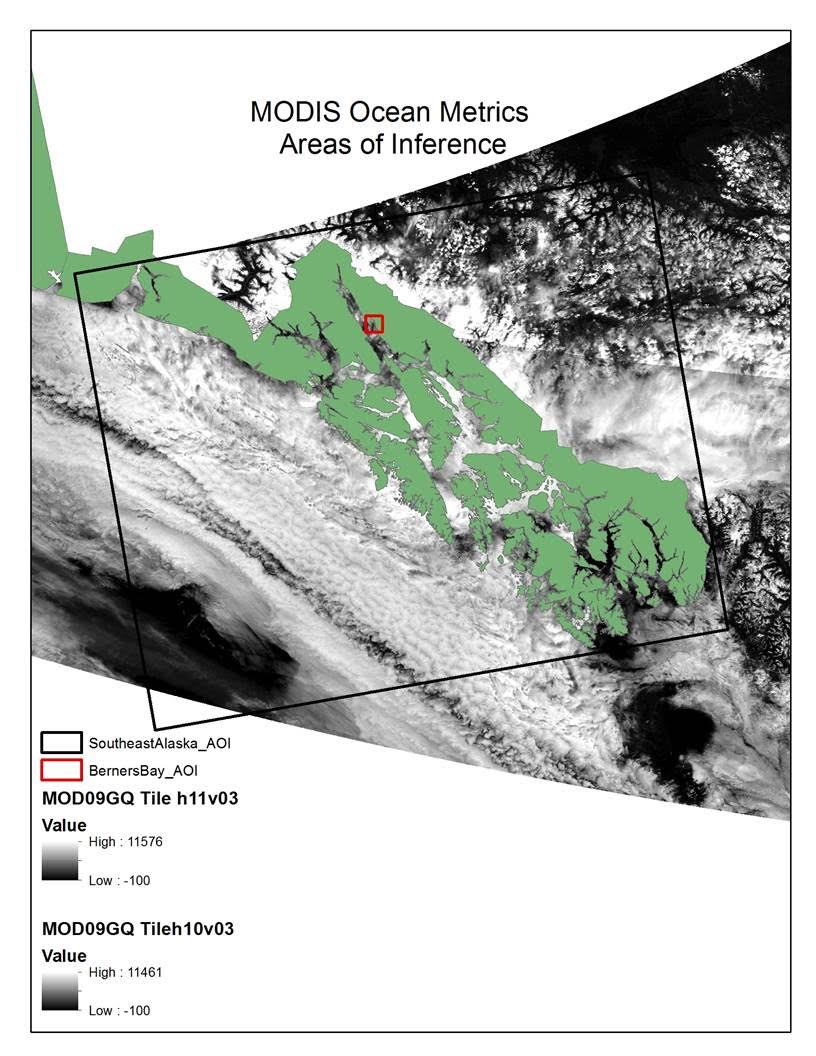 MODIS Ocean Metrics
Areas of Inference
SoutheastAlaska_AOI
BernersBay_AOI
MOD09GQ Tile h11v03
Value
High : 11576
Low : -100
MOD09GQ Tileh10v03
Value
High : 11461
Low : -100